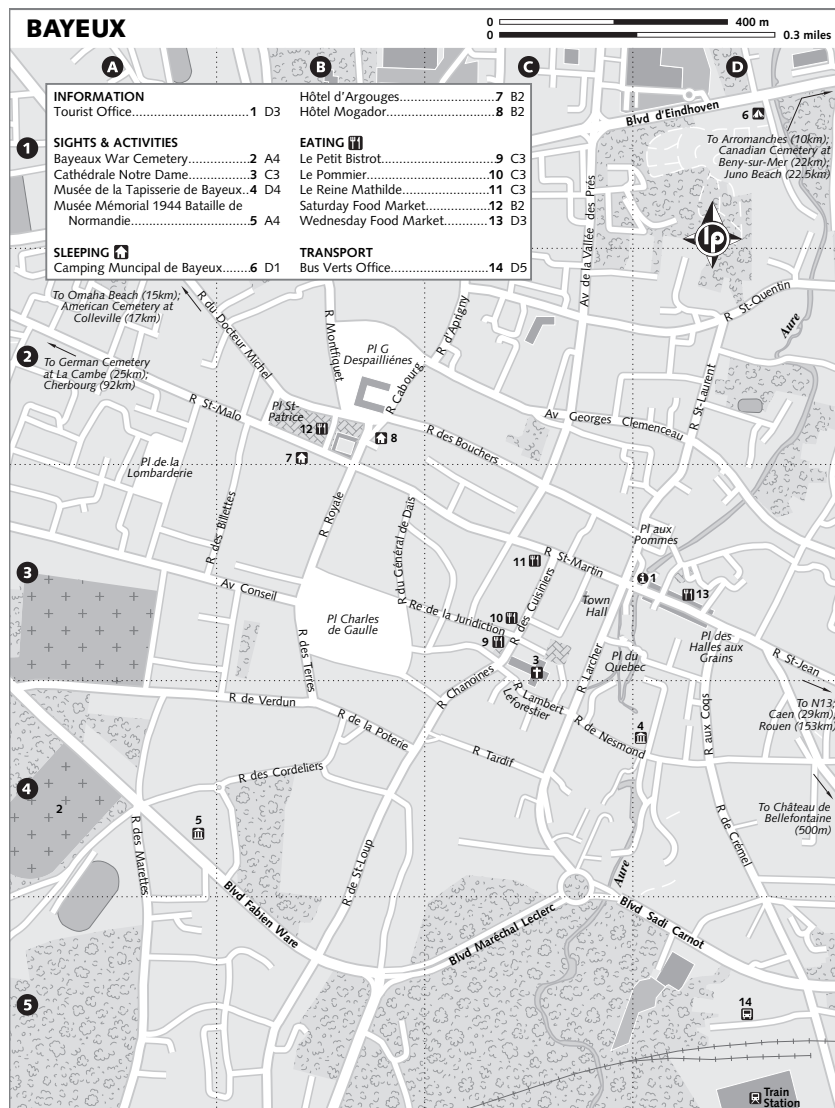 BAYEUX
0 400 m
0 0.3 miles
A
B
C
D
INFORMATION
Tourist Office 1 D3
SIGHTS & ACTIVITIES
Bayeaux War Cemetery 2 A4
Cathédrale Notre Dame 3 C3
Musée de la Tapisserie de Bayeux 4 D4
Musée Mémorial 1944 Bataille de
Normandie 5 A4
SLEEPING
Camping Muncipal de Bayeux 6 D1
Hôtel d'Argouges 7 B2
Hôtel Mogador 8 B2
EATING
Le Petit Bistrot 9 C3
Le Pommier 10 C3
Le Reine Mathilde 11 C3
Saturday Food Market 12 B2
Wednesday Food Market 13 D3
TRANSPORT
Bus Verts Office 14 D5
1
Blvd d'Eindhoven
6
To Arromanches (10km);
Canadian Cemetery at
Beny-sur-Mer (22km);
Juno Beach (22.5km)
lp
Av de la Vallée des Prés
R St-Quentin
Aure
To Omaha Beach (15km);
American Cemetery at
Colleville (17km)
R du Docteur Michel
R Montfiquet
R d'Aprigny
2
Pl G
Despalliénes
To German Cemetery
at La Cambe (25km);
Cherbourg (92km)
R Cabourg
R St-Laurent
R St-Malo
Pl St-
Patrice
12
8
7
R des Bouchers
Av Georges Clemenceau
Pl de la
Lombarderie
R des Billettes
R Royale
R du Général de Daïs
Pl aux
Pommes
3
11
R St-Martin
1
13
Av Conseil
R des Cuisiniers
Town
Hall
Re de la Juridiction
10
9
Pl Charles
de Gaulle
R des Terres
3
R Larcher
Pl du
Quebec
Pl des
Halles aux
Grains
R St-Jean
R de Verdun
R Chanoines
R Lambert
Leforestier
To N13;
Caen (29km);
Rouen (153km)
R de la Poterie
R de Nesmond
4
R aux Coqs
R Tardif
4
R des Cordeliers
2
5
R des Marettes
To Château de
Bellefontaine
(500m)
R de Crémel
R de St-Loup
Aure
Blvd Fabien Ware
Blvd Maréchal Leclerc
Blvd Sadi Carnot
5
14
Train
Station